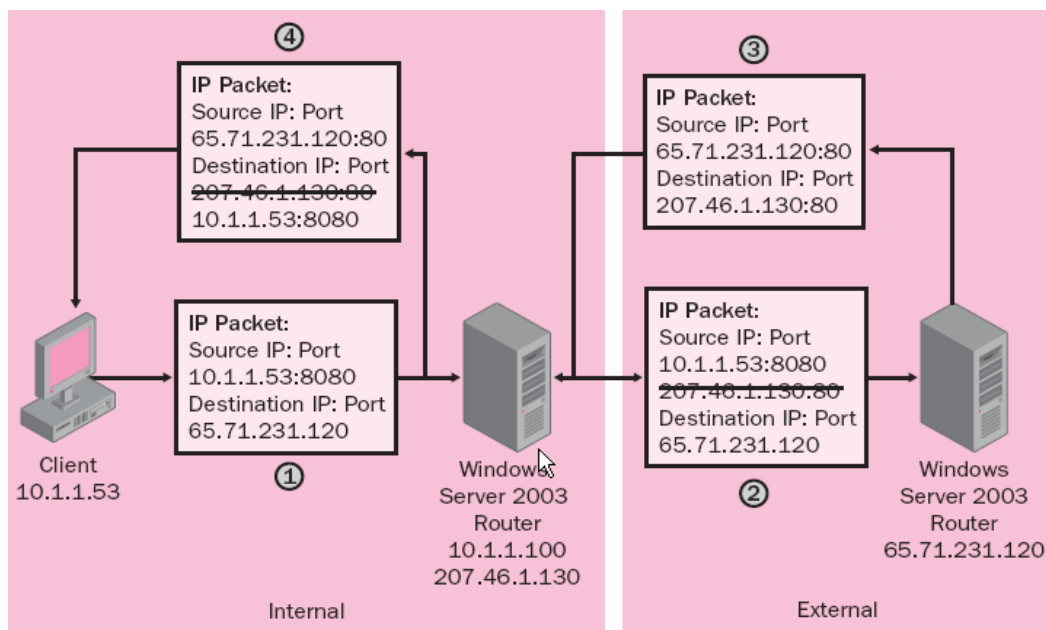 ④
IP Packet:
Source IP: Port
65.71.231.120:80
Destination IP: Port
207.46.1.130:80
10.1.1.53:8080
③
IP Packet:
Source IP: Port
65.71.231.120:80
Destination IP: Port
207.46.1.130:80
IP Packet:
Source IP: Port
10.1.1.53:8080
Destination IP: Port
65.71.231.120
①
IP Packet:
Source IP: Port
10.1.1.53:8080
207.46.1.130:80
Destination IP: Port
65.71.231.120
②
Client
10.1.1.53
Windows
Server 2003
Router
10.1.1.100
207.46.1.130
Windows
Server 2003
Router
65.71.231.120
Internal
External